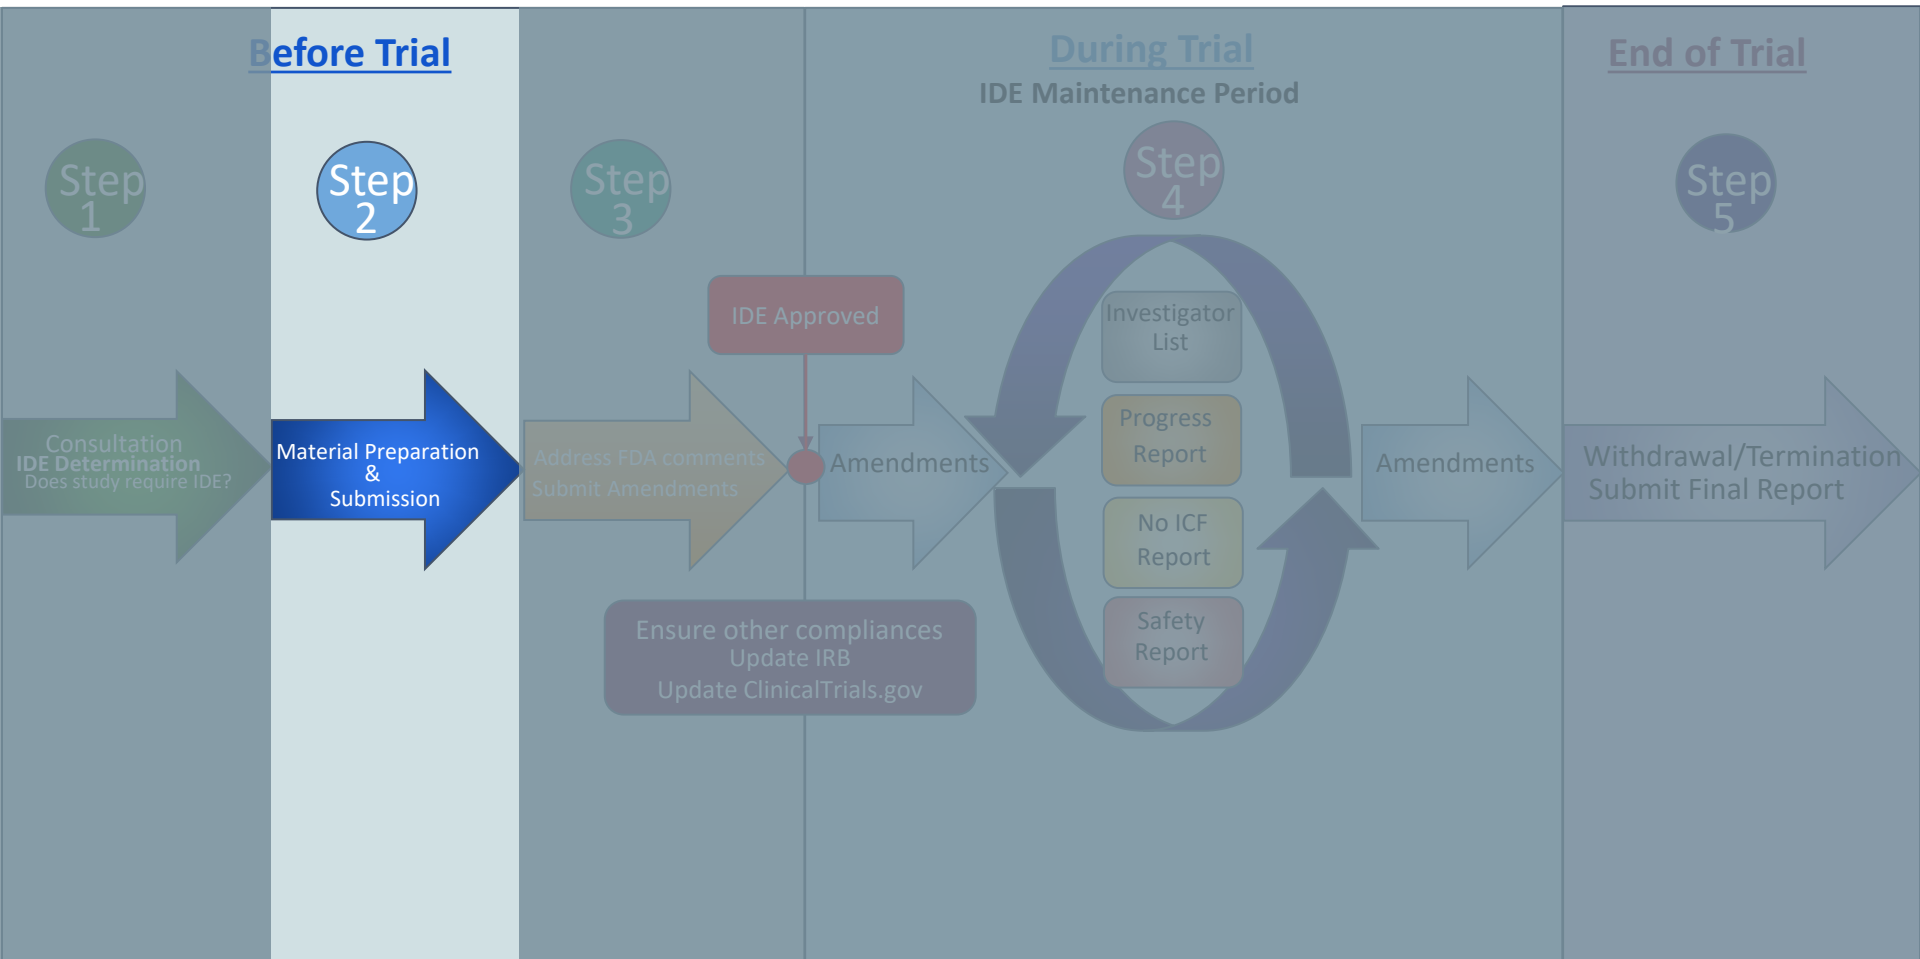 Before Trial
During Trial
IDE Maintenance Period
End of Trial
Step
1
Step
2
Step
3
Step
4
Step
5
IDE Approved
Consultation
IDE Determination
Does study require IDE?
Material Preparation
&
Submission
Address FDA comments
Submit Amendments
Amendments
Investigator
List
Progress
Report
No ICF
Report
Safety
Report
Amendments
Withdrawal/Termination
Submit Final Report
Ensure other compliances
Update IRB
Update ClinicalTrials.gov